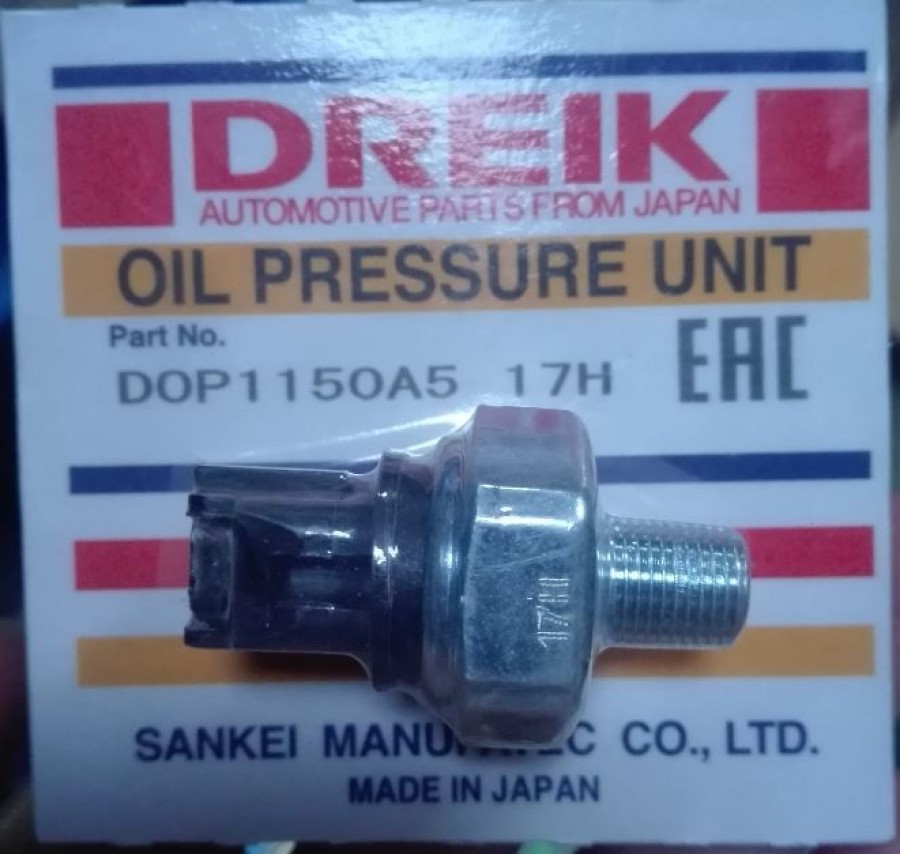 DREIK
AUTOMOTIVE PARTS FROM JAPAN
OIL PRESSURE UNIT
Part No.
DOP1150A5 17H
EAC
17H
SANKEI CO., LTD.
MADE IN JAPAN